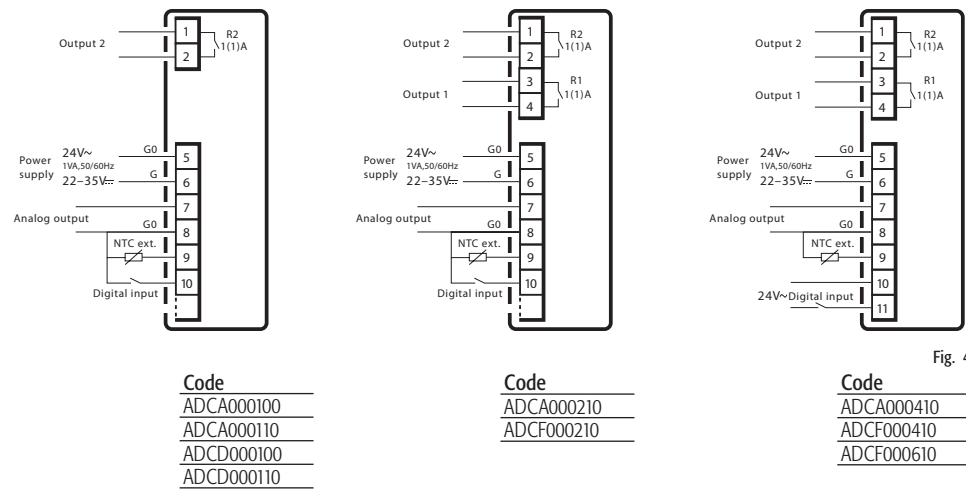 Output 2
1
2
R2
1(1)A
Power supply
24V~
1VA,50/60Hz
22–35V⎓
G0
G
5
6
7
Analog output
G0
8
NTC ext.
9
10
Digital input
Output 2
1
2
R2
1(1)A
Output 1
3
4
R1
1(1)A
Power supply
24V~
1VA,50/60Hz
22–35V⎓
G0
G
5
6
7
Analog output
G0
8
NTC ext.
9
10
Digital input
Output 2
1
2
R2
1(1)A
Output 1
3
4
R1
1(1)A
Power supply
24V~
1VA,50/60Hz
22–35V⎓
G0
G
5
6
7
Analog output
G0
8
NTC ext.
9
10
24V~Digital input
11
Fig. 4
Code
ADCA000100
ADCA000110
ADCD000100
ADCD000110
Code
ADCA000210
ADCF000210
Code
ADCA000410
ADCF000410
ADCF000610